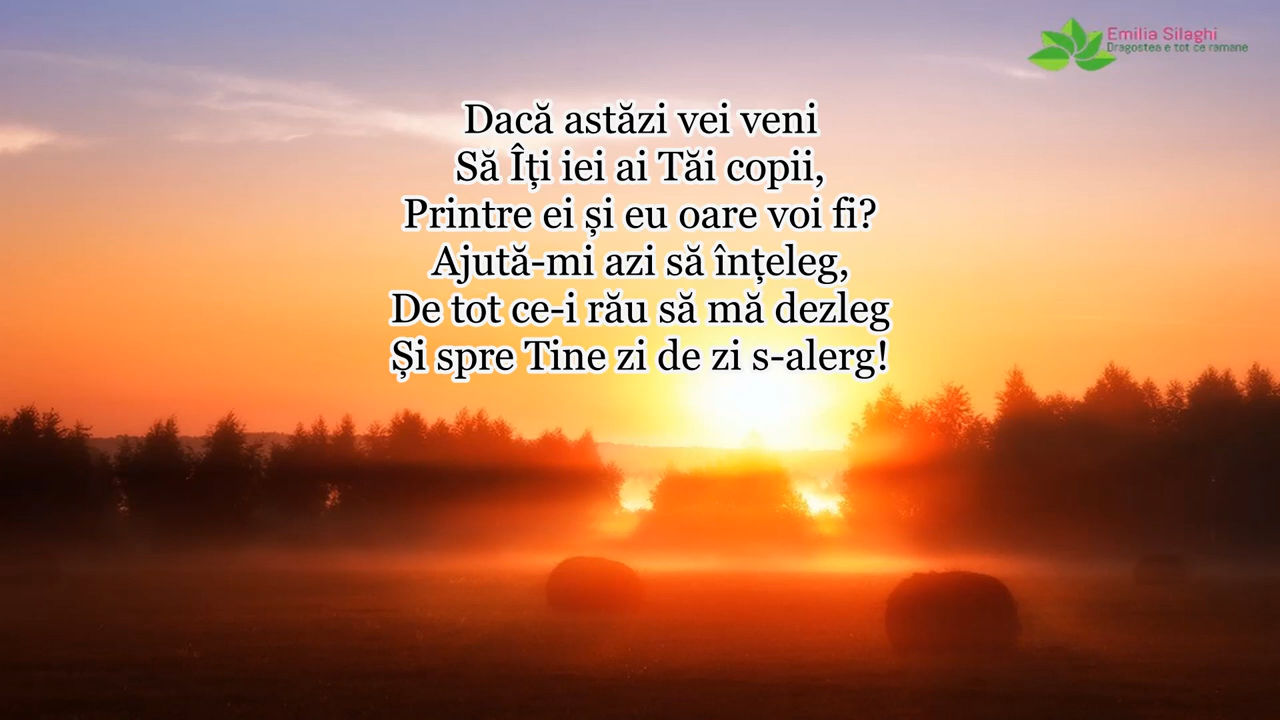 Emilia Silaghi
Dragostea e tot ce ramane
Dacă astăzi vei veni
Să Îți iei ai Tăi copii,
Printre ei și eu oare voi fi?
Ajută-mi azi să înțeleg,
De tot ce-i rău să mă dezleg
Și spre Tine zi de zi s-alerg!